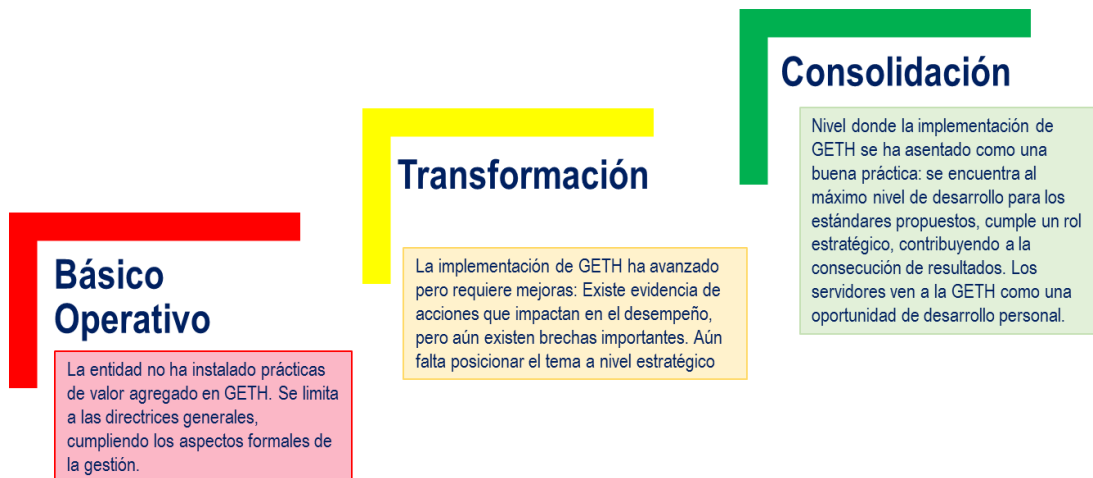 Básico
Operativo
La entidad no ha instalado prácticas
de valor agregado en GETH. Se limita
a las directrices generales,
cumpliendo los aspectos formales de
la gestión.
Transformación
La implementación de GETH ha avanzado
pero requiere mejoras: Existe evidencia de
acciones que impactan en el desempeño,
pero aún existen brechas importantes. Aún
falta posicionar el tema a nivel estratégico
Consolidación
Nivel donde la implementación de
GETH se ha asentado como una
buena práctica: se encuentra al
máximo nivel de desarrollo para los
estándares propuestos, cumple un rol
estratégico, contribuyendo a la
consecución de resultados. Los
servidores ven a la GETH como una
oportunidad de desarrollo personal.